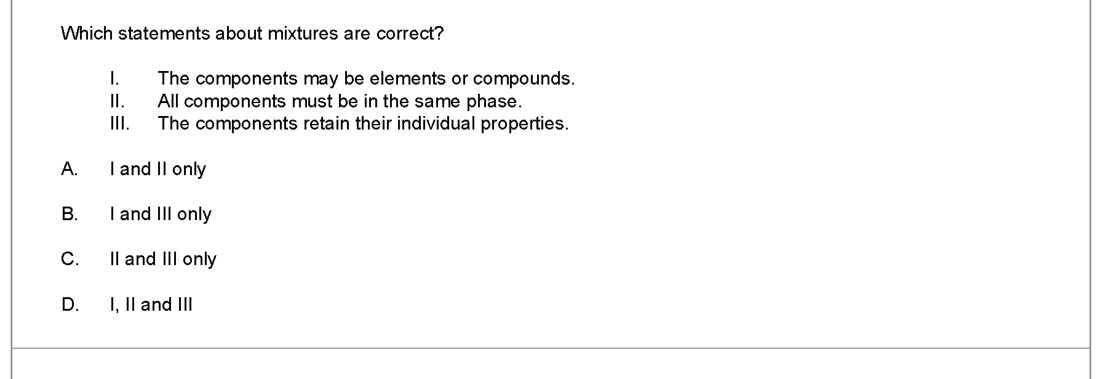 Which statements about mixtures are correct?
I. The components may be elements or compounds.
II. All components must be in the same phase.
III. The components retain their individual properties.
A. I and II only
B. I and III only
C. II and III only
D. I, II and III